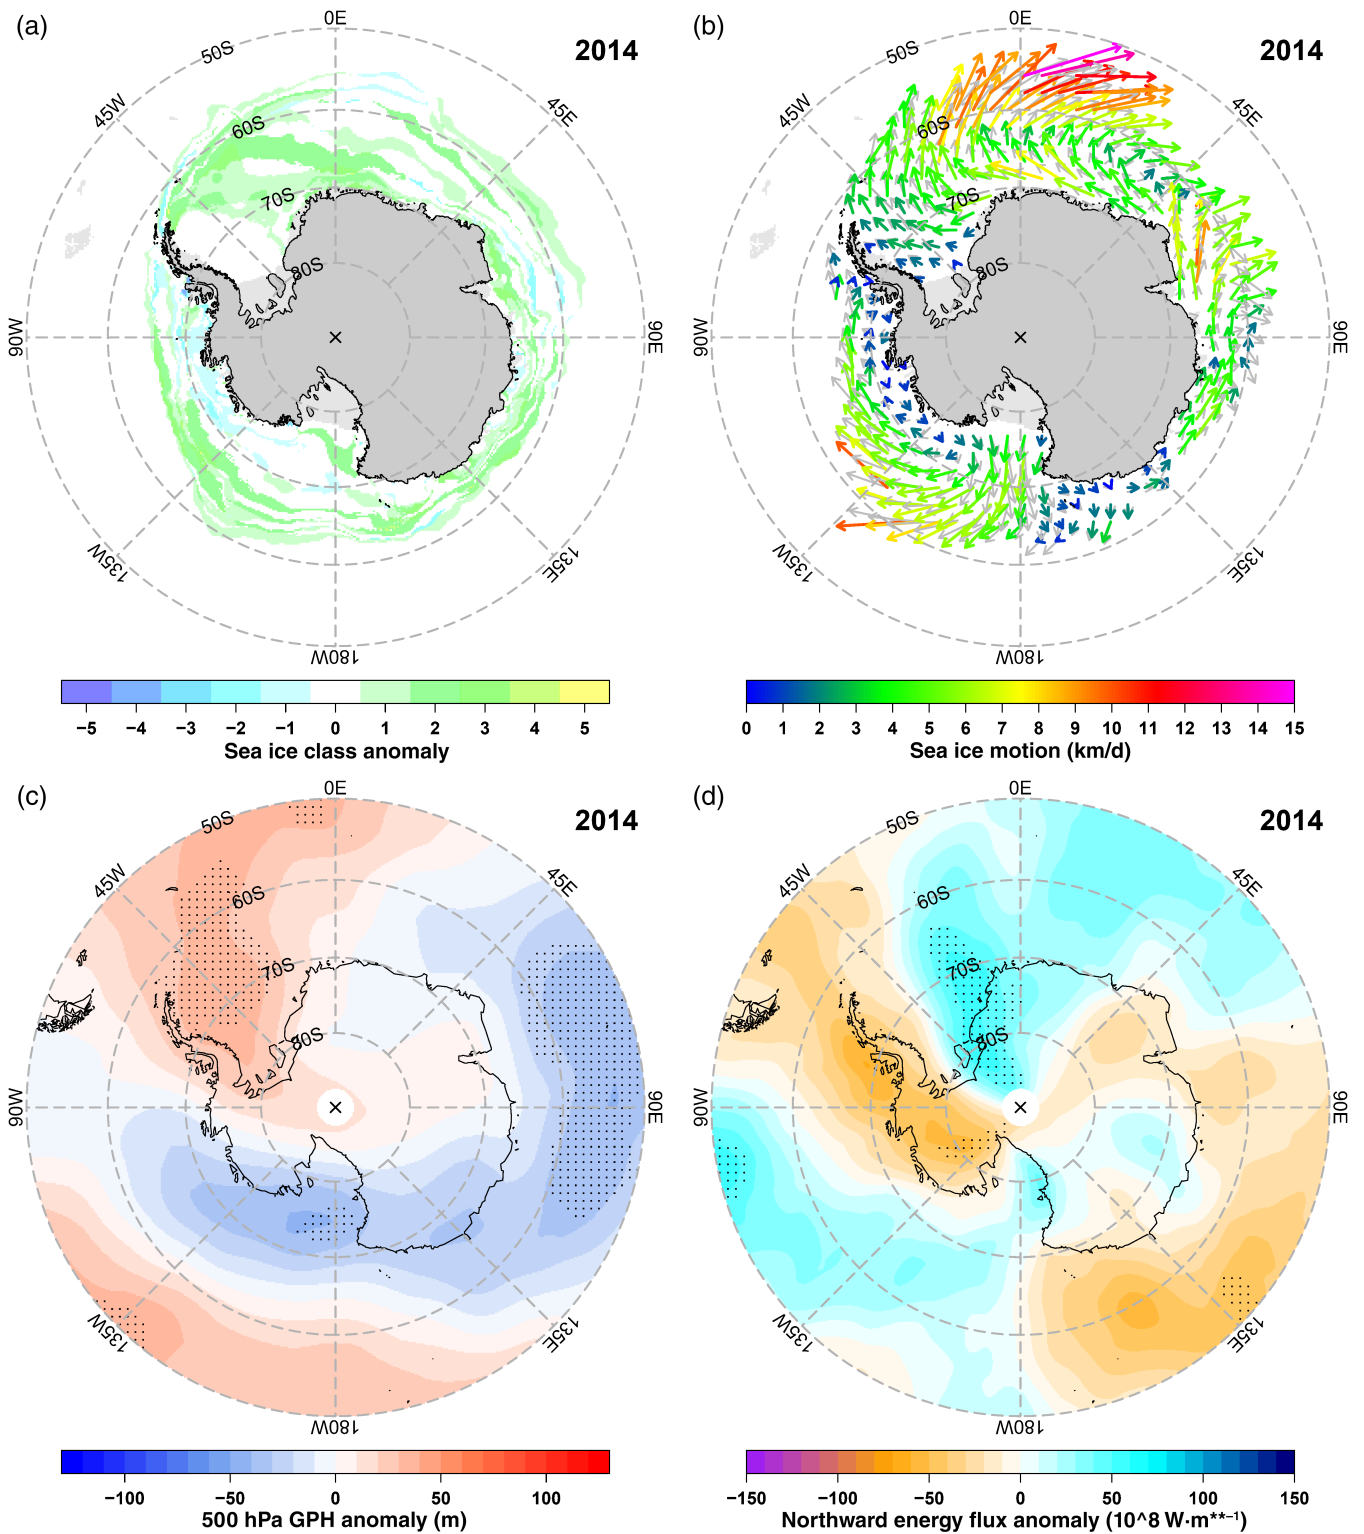 (a)
2014
0E
50S
45W
45E
60S
70S
80S
90W
90E
135W
135E
180W
−5 −4 −3 −2 −1 0 1 2 3 4 5
Sea ice class anomaly
(b)
2014
0E
50S
45W
45E
60S
70S
80S
90W
90E
135W
135E
180W
0 1 2 3 4 5 6 7 8 9 10 11 12 13 14 15
Sea ice motion (km/d)
(c)
2014
0E
50S
45W
45E
60S
70S
80S
90W
90E
135W
135E
180W
−100 −50 0 50 100
500 hPa GPH anomaly (m)
(d)
2014
0E
50S
45W
45E
60S
70S
80S
90W
90E
135W
135E
180W
−150 −100 −50 0 50 100 150
Northward energy flux anomaly (10^8 W·m**⁻¹)